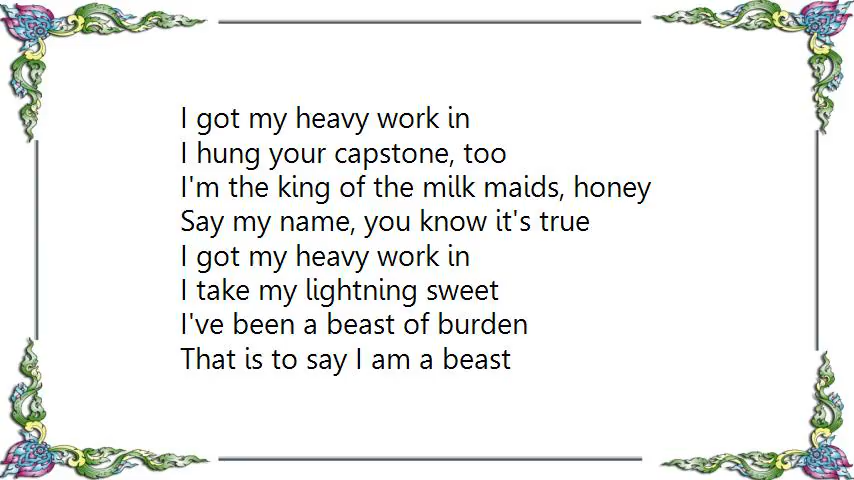 I got my heavy work in
I hung your capstone, too
I'm the king of the milk maids, honey
Say my name, you know it's true
I got my heavy work in
I take my lightning sweet
I've been a beast of burden
That is to say I am a beast